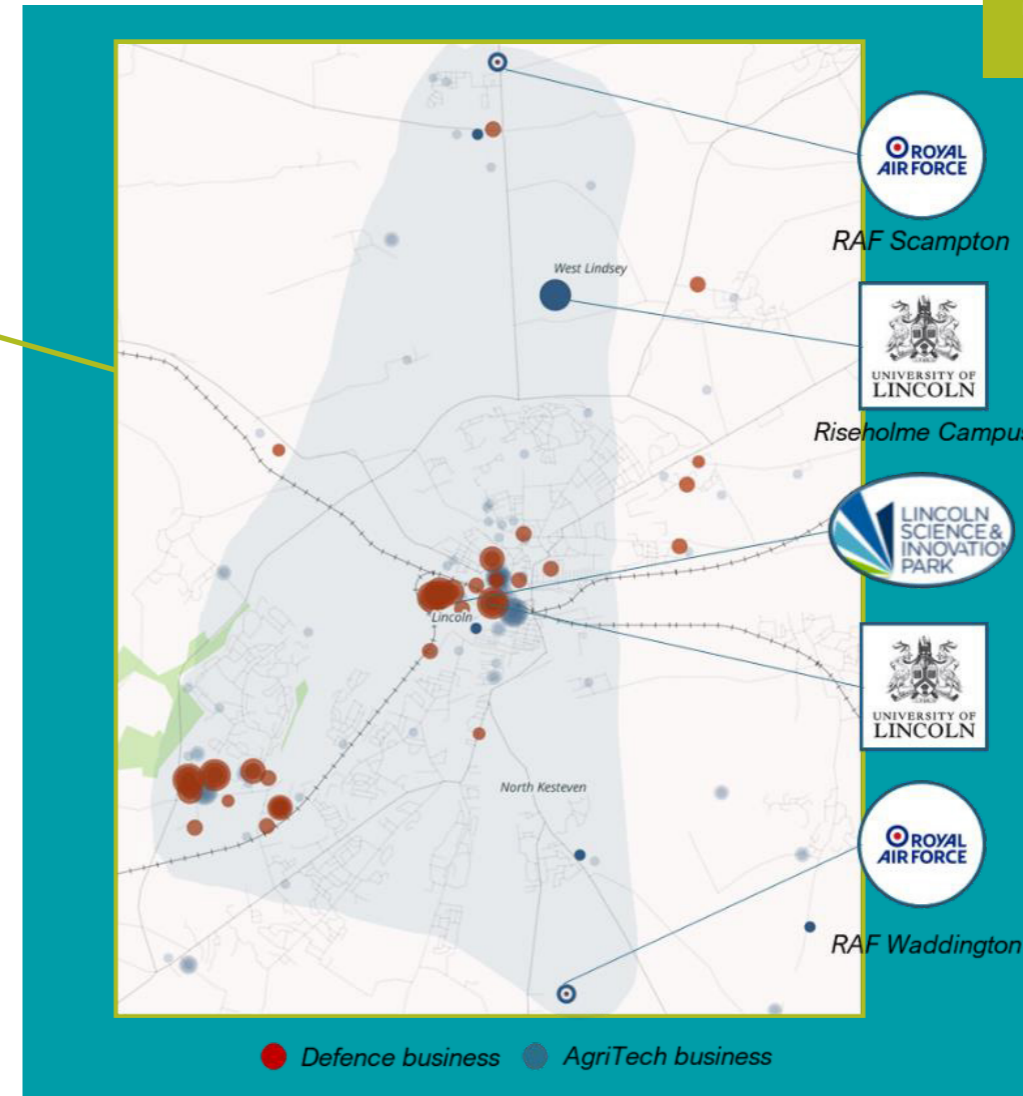 ROYAL
AIR FORCE
RAF Scampton
West Lindsey
UNIVERSITY OF
LINCOLN
Riseholme Campus
LINCOLN
SCIENCE &
INNOVATION
PARK
Lincoln
UNIVERSITY OF
LINCOLN
North Kesteven
ROYAL
AIR FORCE
RAF Waddington
Defence business
AgriTech business